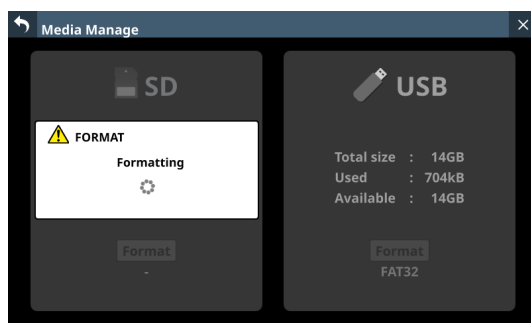 Media Manage
SD
FORMAT
Formatting
Format
-
USB
Total size : 14GB
Used : 704kB
Available : 14GB
Format
FAT32